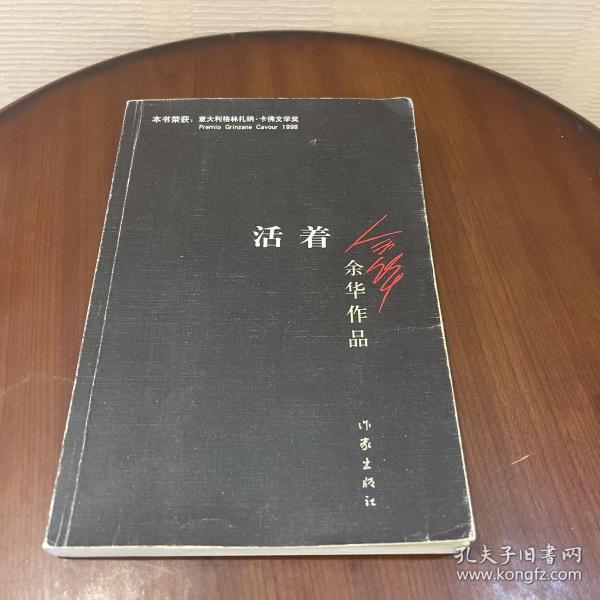 本书荣获：意大利格林扎纳·卡佛文学奖
Premio Grinzane Cavour 1998
活着
余华
余华作品
作家出版社
孔夫子旧书网
www.kongfz.com